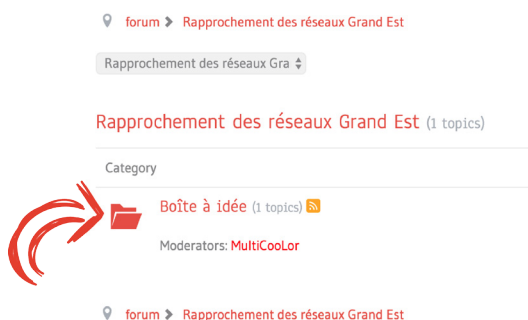 forum > Rapprochement des réseaux Grand Est
Rapprochement des réseaux Gra
Rapprochement des réseaux Grand Est (1 topics)
Category
Boîte à idée (1 topics)
Moderators: MultiCooLor
forum > Rapprochement des réseaux Grand Est